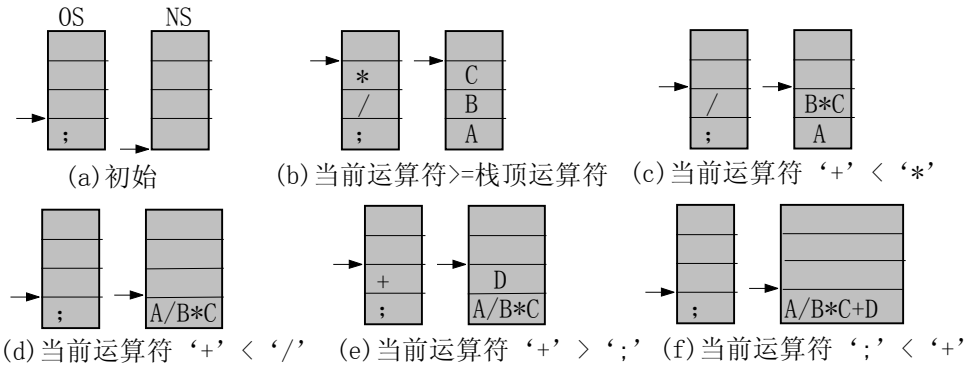 OS NS
* C
/ B / B*C
; ; A ; A
(a)初始 (b)当前运算符>=栈顶运算符 (c)当前运算符‘+’<‘*’
+ D
; A/B*C ; A/B*C ; A/B*C+D
(d)当前运算符‘+’<‘/’ (e)当前运算符‘+’>‘;’ (f)当前运算符‘;’<‘+’